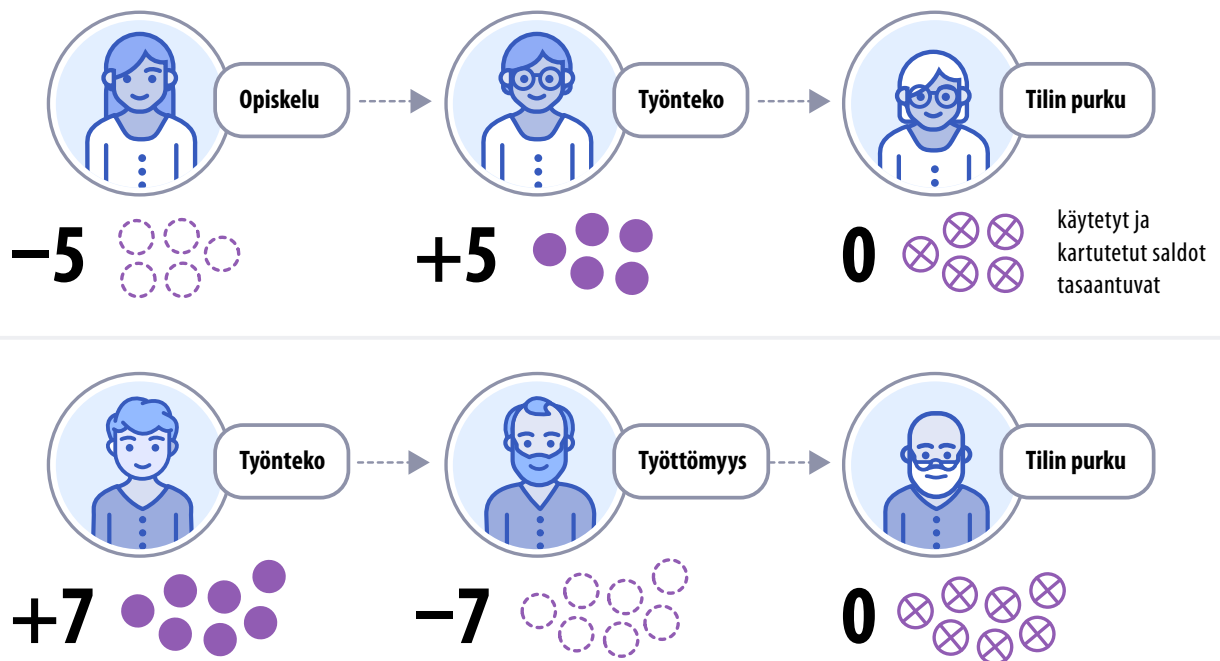 Opiskelu
Työnteko
Tilin purku
−5
+5
0
käytetyt ja
kartutetut saldot
tasaantuvat
Työnteko
Työttömyys
Tilin purku
+7
−7
0